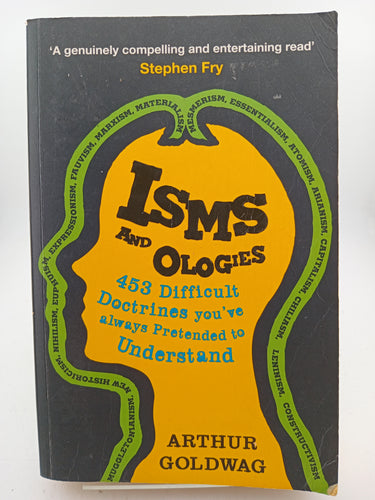 ‘A genuinely compelling and entertaining read’
Stephen Fry
MUGGLETONIANISM, NEW HISTORICISM, NIHILISM, EUPHUISM, EXPRESSIONISM, FAUVISM, MARXISM, MATERIALISM
MESMERISM, ESSENTIALISM, ATOMISM, ARIANISM, CAPITALISM, CHILIASM, LENINISM, CONSTRUCTIVISM
ISMS
AND OLOGIES
453 Difficult
Doctrines you’ve
always Pretended to
Understand
ARTHUR
GOLDWAG